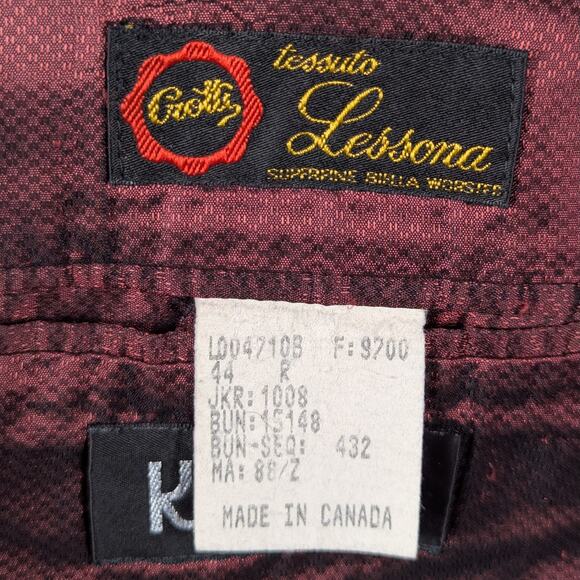 Crotta
tessuto
Lessona
SUPERFINE BIELLA WORSTED
LD04710B F: 9700
44 R
JKR: 1008
BUN: 15148
BUN-SEQ: 432
MA: 88/Z
MADE IN CANADA
K